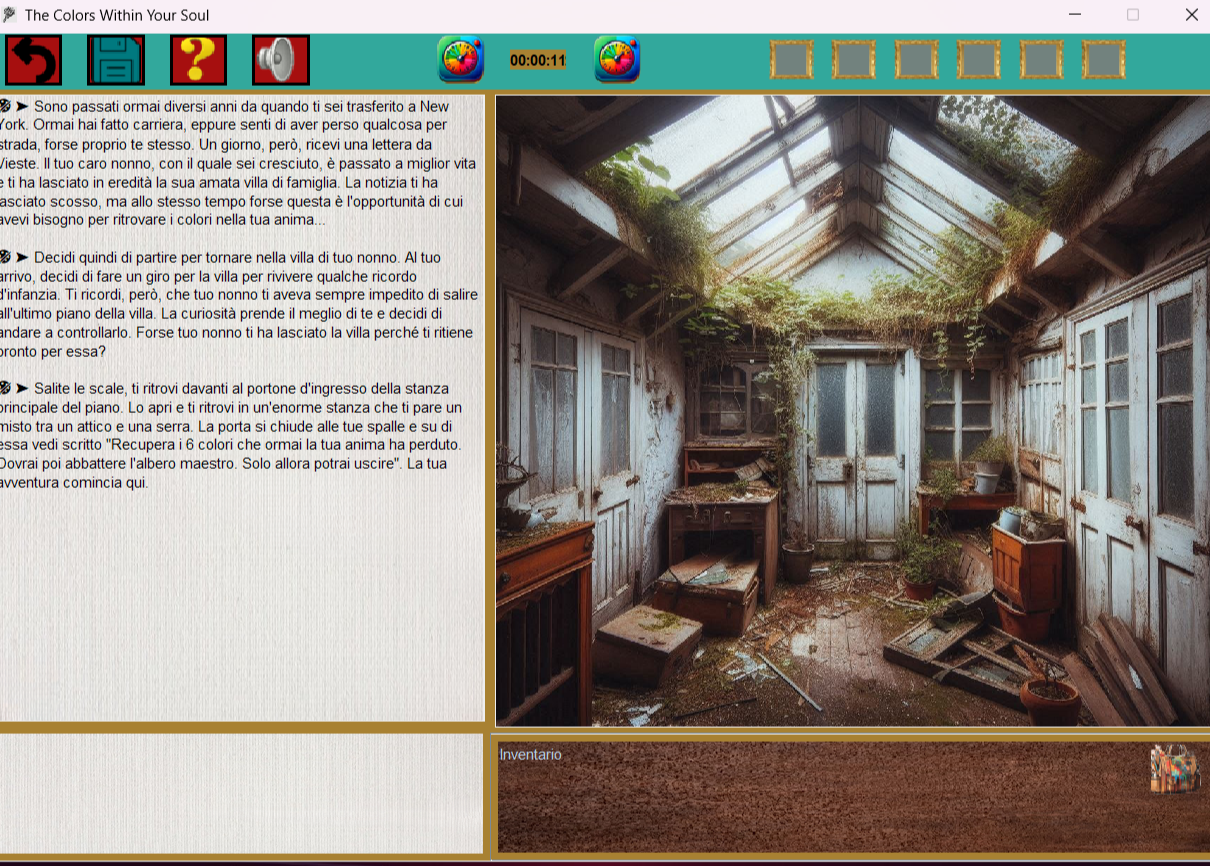 The Colors Within Your Soul
00:00:11
➤ Sono passati ormai diversi anni da quando ti sei trasferito a New
York. Ormai hai fatto carriera, eppure senti di aver perso qualcosa per
strada, forse proprio te stesso. Un giorno, però, ricevi una lettera da
Vieste. Il tuo caro nonno, con il quale sei cresciuto, è passato a miglior vita
e ti ha lasciato in eredità la sua amata villa di famiglia. La notizia ti ha
lasciato scosso, ma allo stesso tempo forse questa è l'opportunità di cui
avevi bisogno per ritrovare i colori nella tua anima...
➤ Decidi quindi di partire per tornare nella villa di tuo nonno. Al tuo
arrivo, decidi di fare un giro per la villa per rivivere qualche ricordo
d'infanzia. Ti ricordi, però, che tuo nonno ti aveva sempre impedito di salire
all'ultimo piano della villa. La curiosità prende il meglio di te e decidi di
andare a controllarlo. Forse tuo nonno ti ha lasciato la villa perché ti ritiene
pronto per essa?
➤ Salite le scale, ti ritrovi davanti al portone d'ingresso della stanza
principale del piano. Lo apri e ti ritrovi in un'enorme stanza che ti pare un
misto tra un attico e una serra. La porta si chiude alle tue spalle e su di
essa vedi scritto "Recupera i 6 colori che ormai la tua anima ha perduto.
Dovrai poi abbattere l'albero maestro. Solo allora potrai uscire". La tua
avventura comincia qui.
Inventario